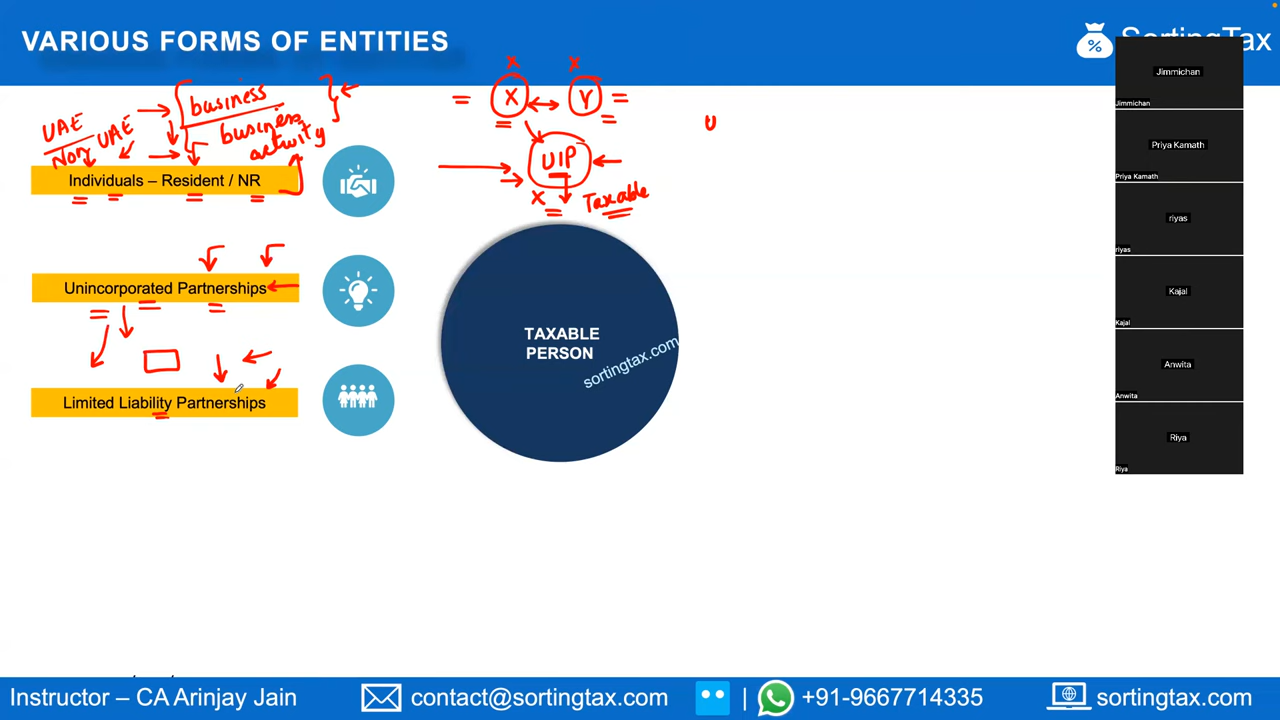 VARIOUS FORMS OF ENTITIES
SortingTax
%
UAE
Non UAE
business
business
activity
Individuals – Resident / NR
X X
X Y
UIP
X Taxable
U
Unincorporated Partnerships
Limited Liability Partnerships
TAXABLE
PERSON
sortingtax.com
Jimmichan
Jimmichan
Priya Kamath
Priya Kamath
riyas
riyas
Kajal
Kajal
Anwita
Anwita
Riya
Riya
Instructor – CA Arinjay Jain
contact@sortingtax.com
| +91-9667714335
sortingtax.com